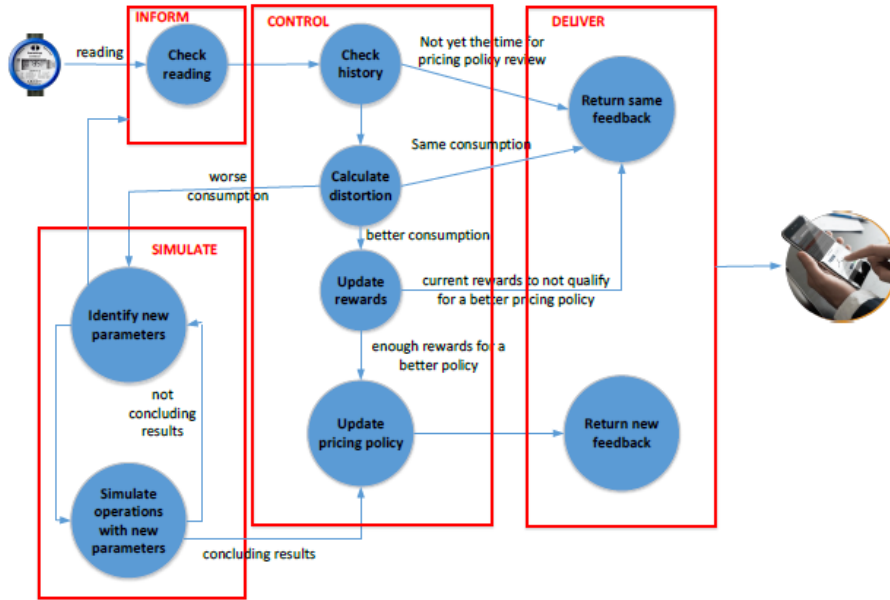 INFORM
CONTROL
DELIVER
reading
Check
reading
Check
history
Not yet the time for
pricing policy review
Return same
feedback
Same consumption
Calculate
distortion
worse
consumption
better consumption
SIMULATE
Update
rewards
current rewards to not qualify
for a better pricing policy
Identify new
parameters
enough rewards for a
better policy
not
concluding
results
Update
pricing policy
Return new
feedback
Simulate
operations
with new
parameters
concluding results